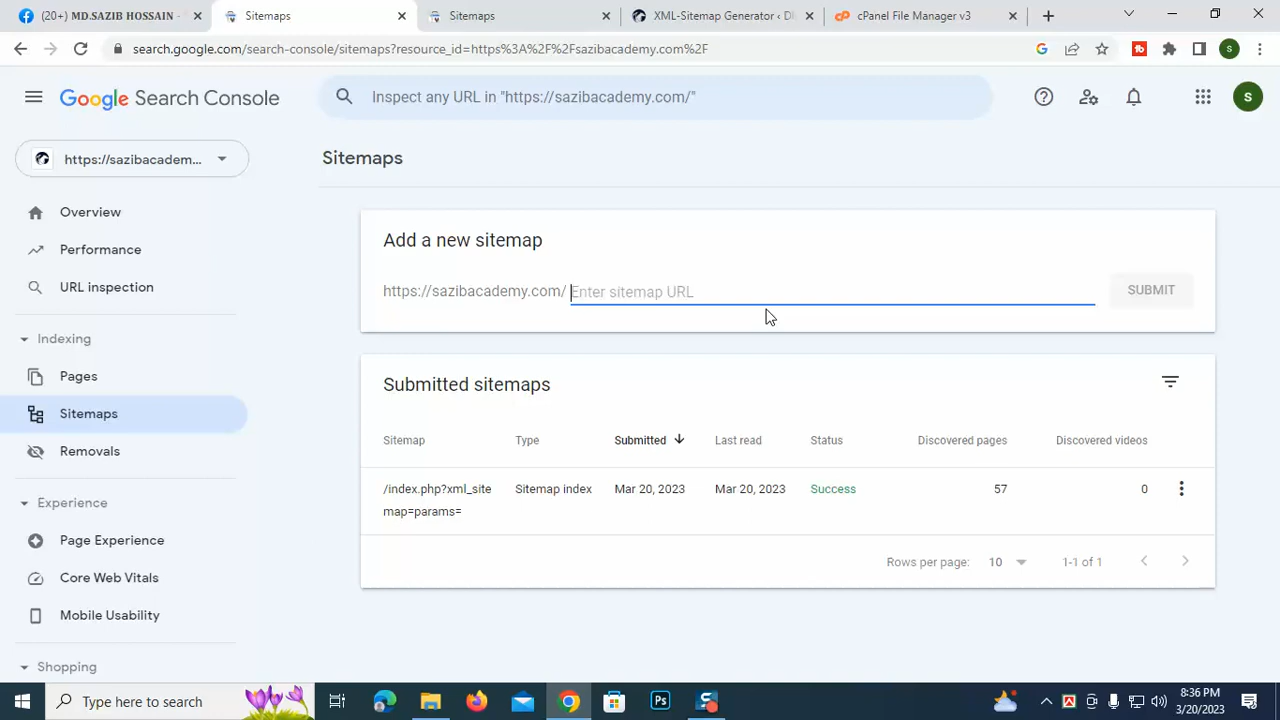 (20+) MD.SAZIB HOSSAIN -
Sitemaps
Sitemaps
XML-Sitemap Generator ‹ D
cPanel File Manager v3
search.google.com/search-console/sitemaps?resource_id=https%3A%2F%2Fsazibacademy.com%2F
Google Search Console
Inspect any URL in "https://sazibacademy.com/"
S
https://sazibacadem...
Sitemaps
Overview
Performance
URL inspection
Indexing
Pages
Sitemaps
Removals
Experience
Page Experience
Core Web Vitals
Mobile Usability
Shopping
Add a new sitemap
https://sazibacademy.com/ Enter sitemap URL
SUBMIT
Submitted sitemaps
Sitemap Type Submitted Last read Status Discovered pages Discovered videos
/index.php?xml_site Sitemap index Mar 20, 2023 Mar 20, 2023 Success 57 0
map=params=
Rows per page: 10 1-1 of 1
Type here to search
Ps
8:36 PM
3/20/2023